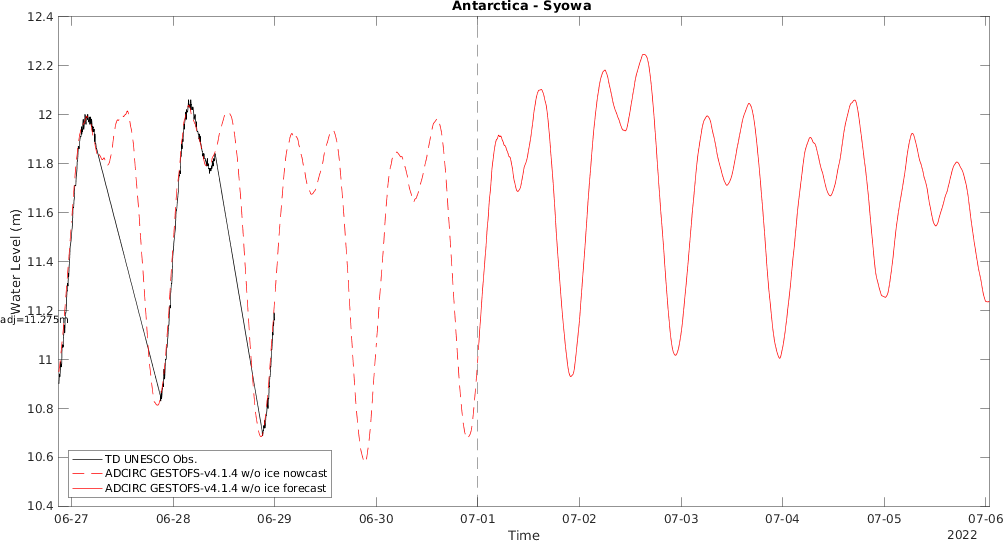 Antarctica - Syowa
12.4
12.2
12
11.8
11.6
11.4
11.2
11
10.8
10.6
10.4
Water Level (m)
adj=11.275m
TD UNESCO Obs.
ADCIRC GESTOFS-v4.1.4 w/o ice nowcast
ADCIRC GESTOFS-v4.1.4 w/o ice forecast
06-27 06-28 06-29 06-30 07-01 07-02 07-03 07-04 07-05 07-06
Time
2022